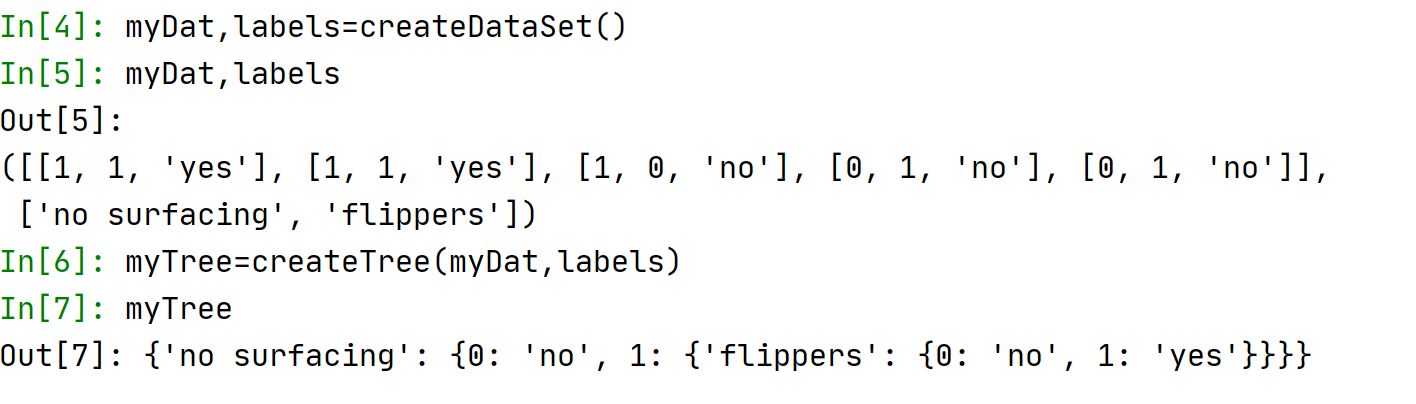 In[4]: myDat,labels=createDataSet()
In[5]: myDat,labels
Out[5]:
([[1, 1, 'yes'], [1, 1, 'yes'], [1, 0, 'no'], [0, 1, 'no'], [0, 1, 'no']],
 ['no surfacing', 'flippers'])
In[6]: myTree=createTree(myDat,labels)
In[7]: myTree
Out[7]: {'no surfacing': {0: 'no', 1: {'flippers': {0: 'no', 1: 'yes'}}}}